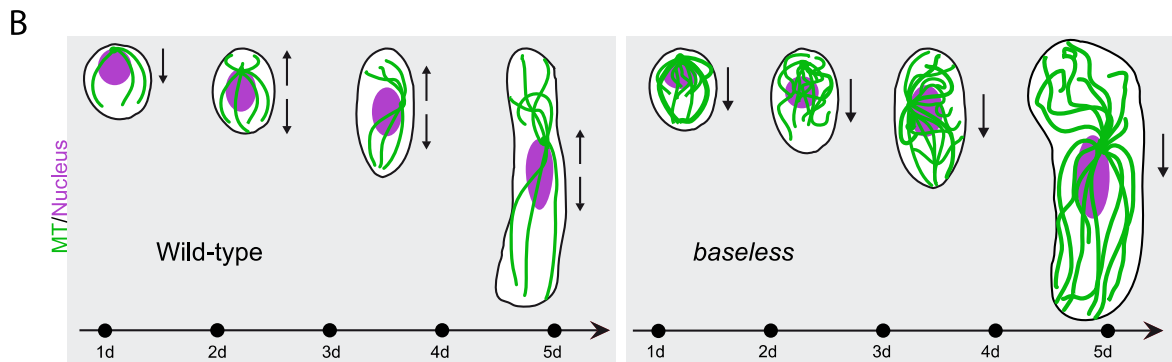 B
MT/Nucleus
Wild-type
1d 2d 3d 4d 5d
baseless
1d 2d 3d 4d 5d